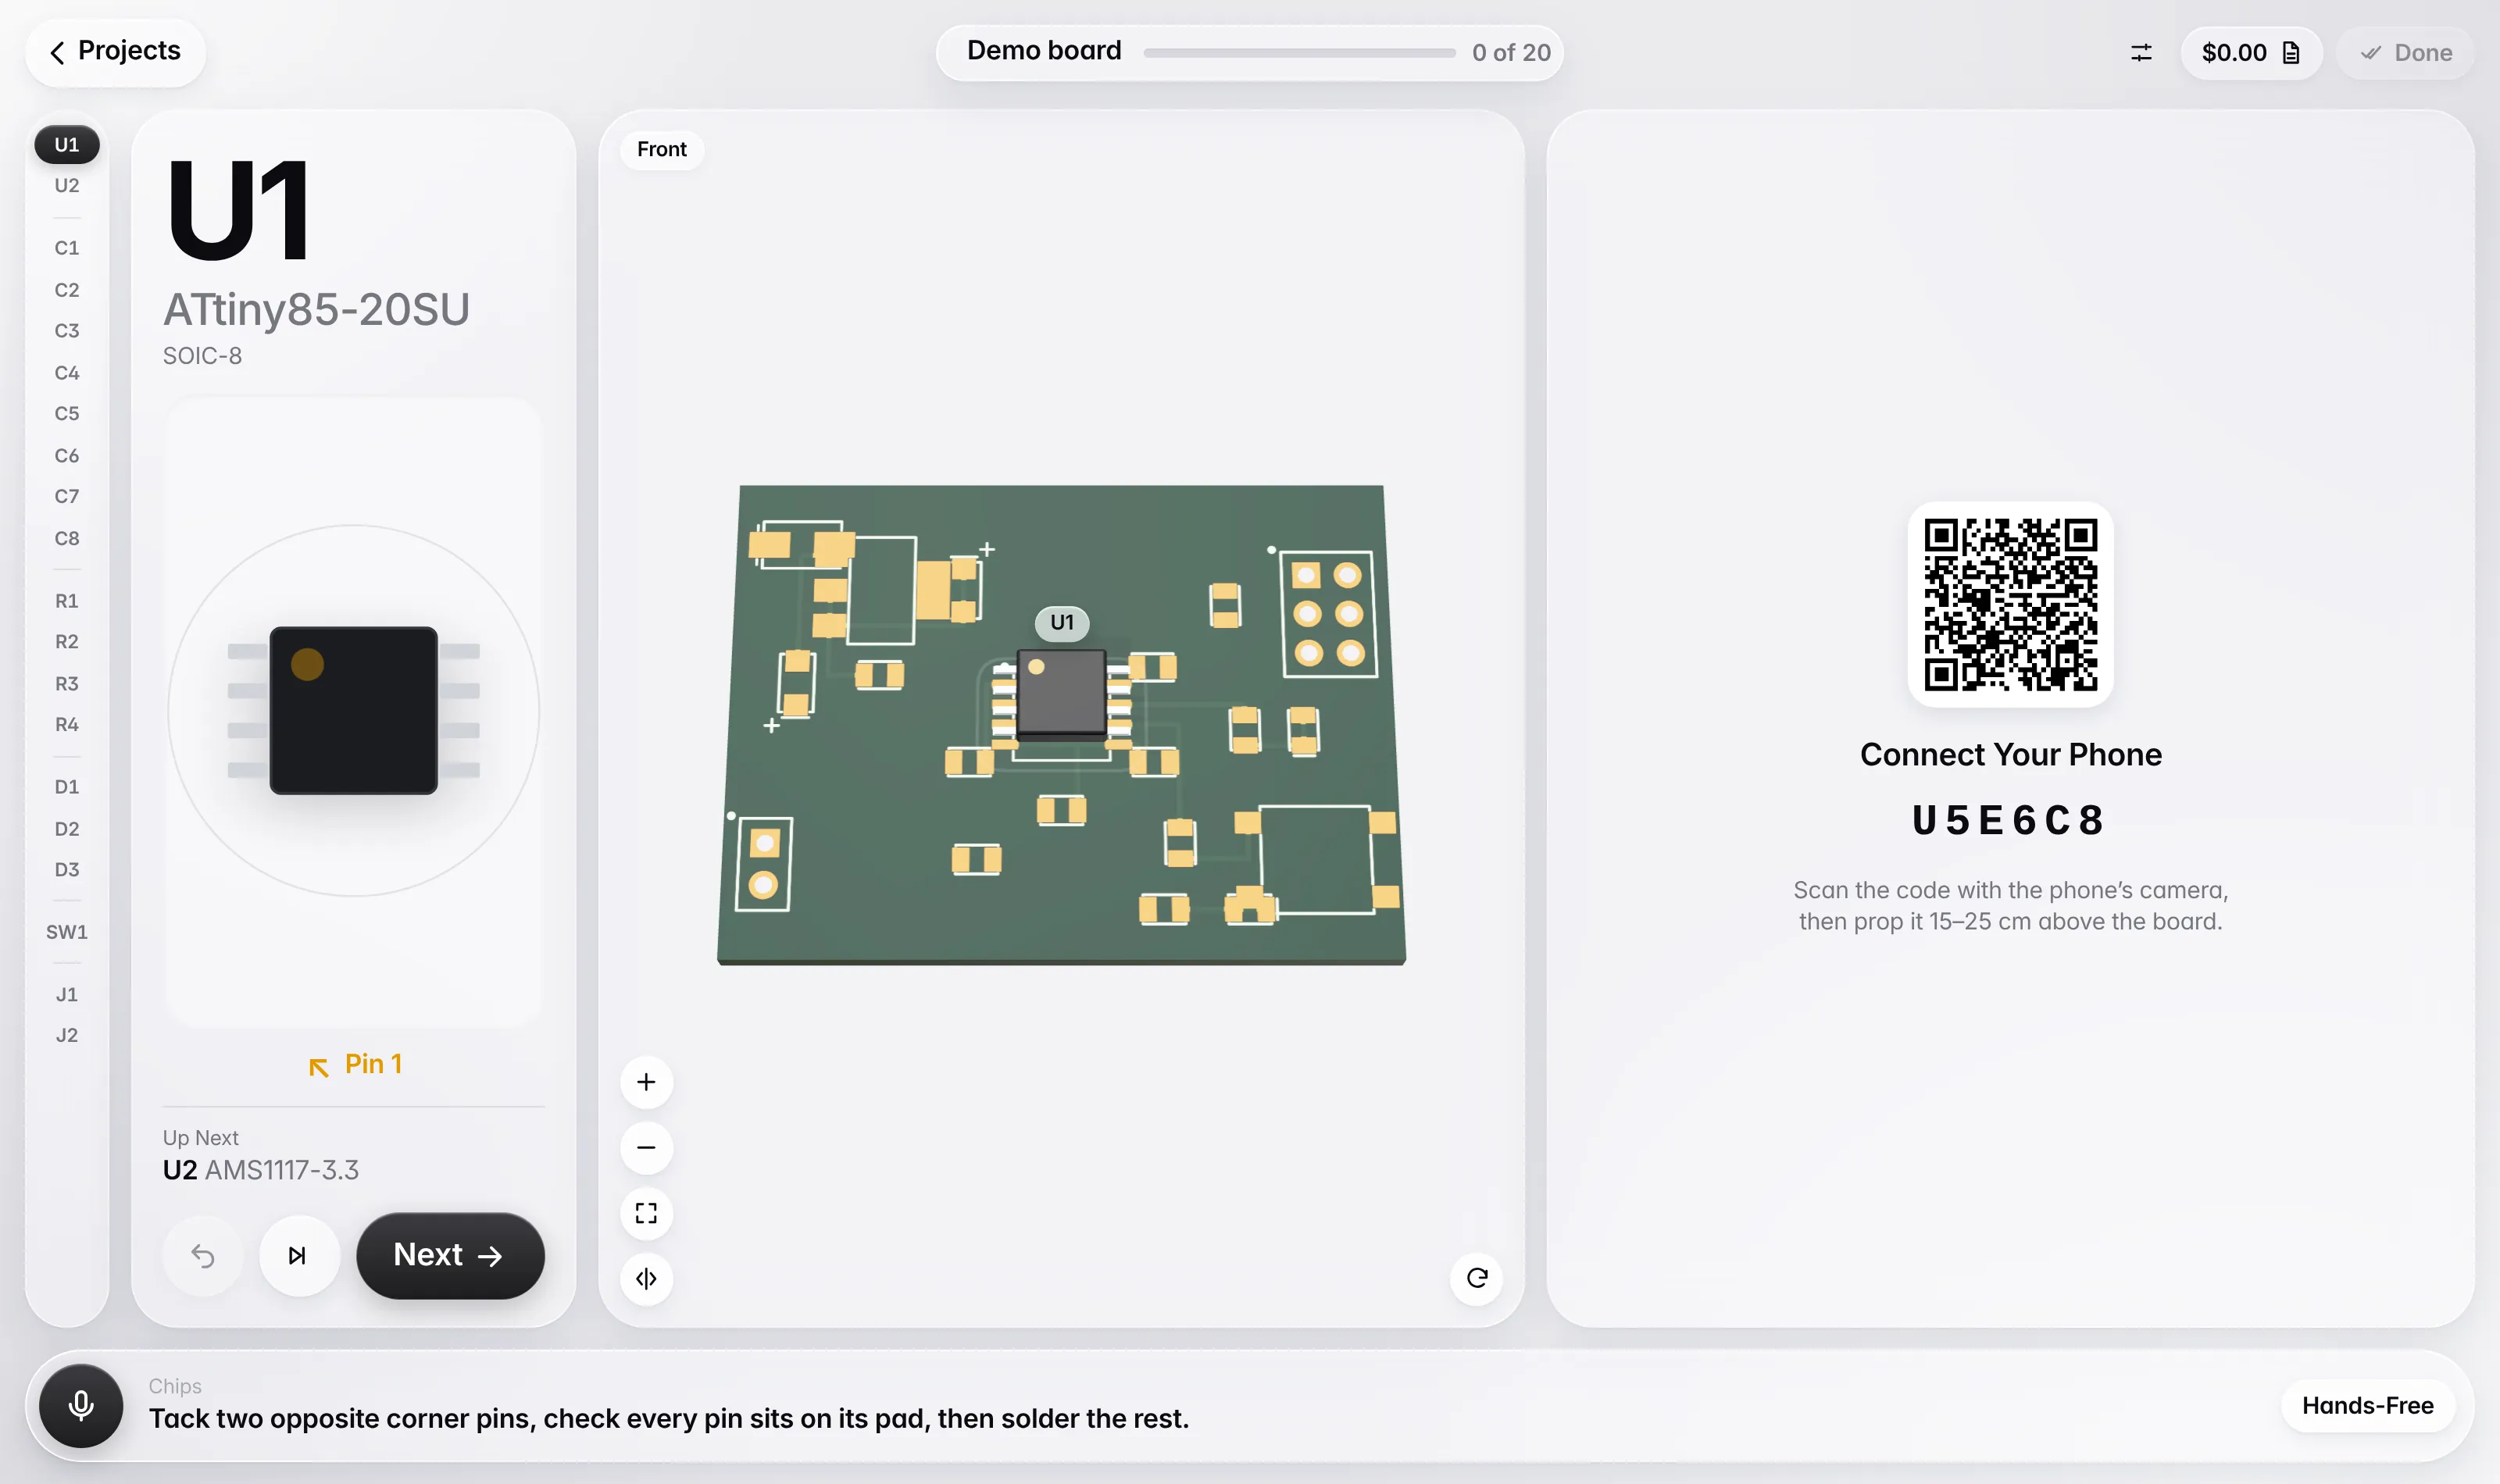 Projects
Demo board
0 of 20
$0.00
Done
U1
U2
C1
C2
C3
C4
C5
C6
C7
C8
R1
R2
R3
R4
D1
D2
D3
SW1
J1
J2
U1
ATtiny85-20SU
SOIC-8
Pin 1
Up Next
U2 AMS1117-3.3
Next
Front
+
U1
+
Connect Your Phone
U5E6C8
Scan the code with the phone’s camera,
then prop it 15–25 cm above the board.
Chips
Tack two opposite corner pins, check every pin sits on its pad, then solder the rest.
Hands-Free